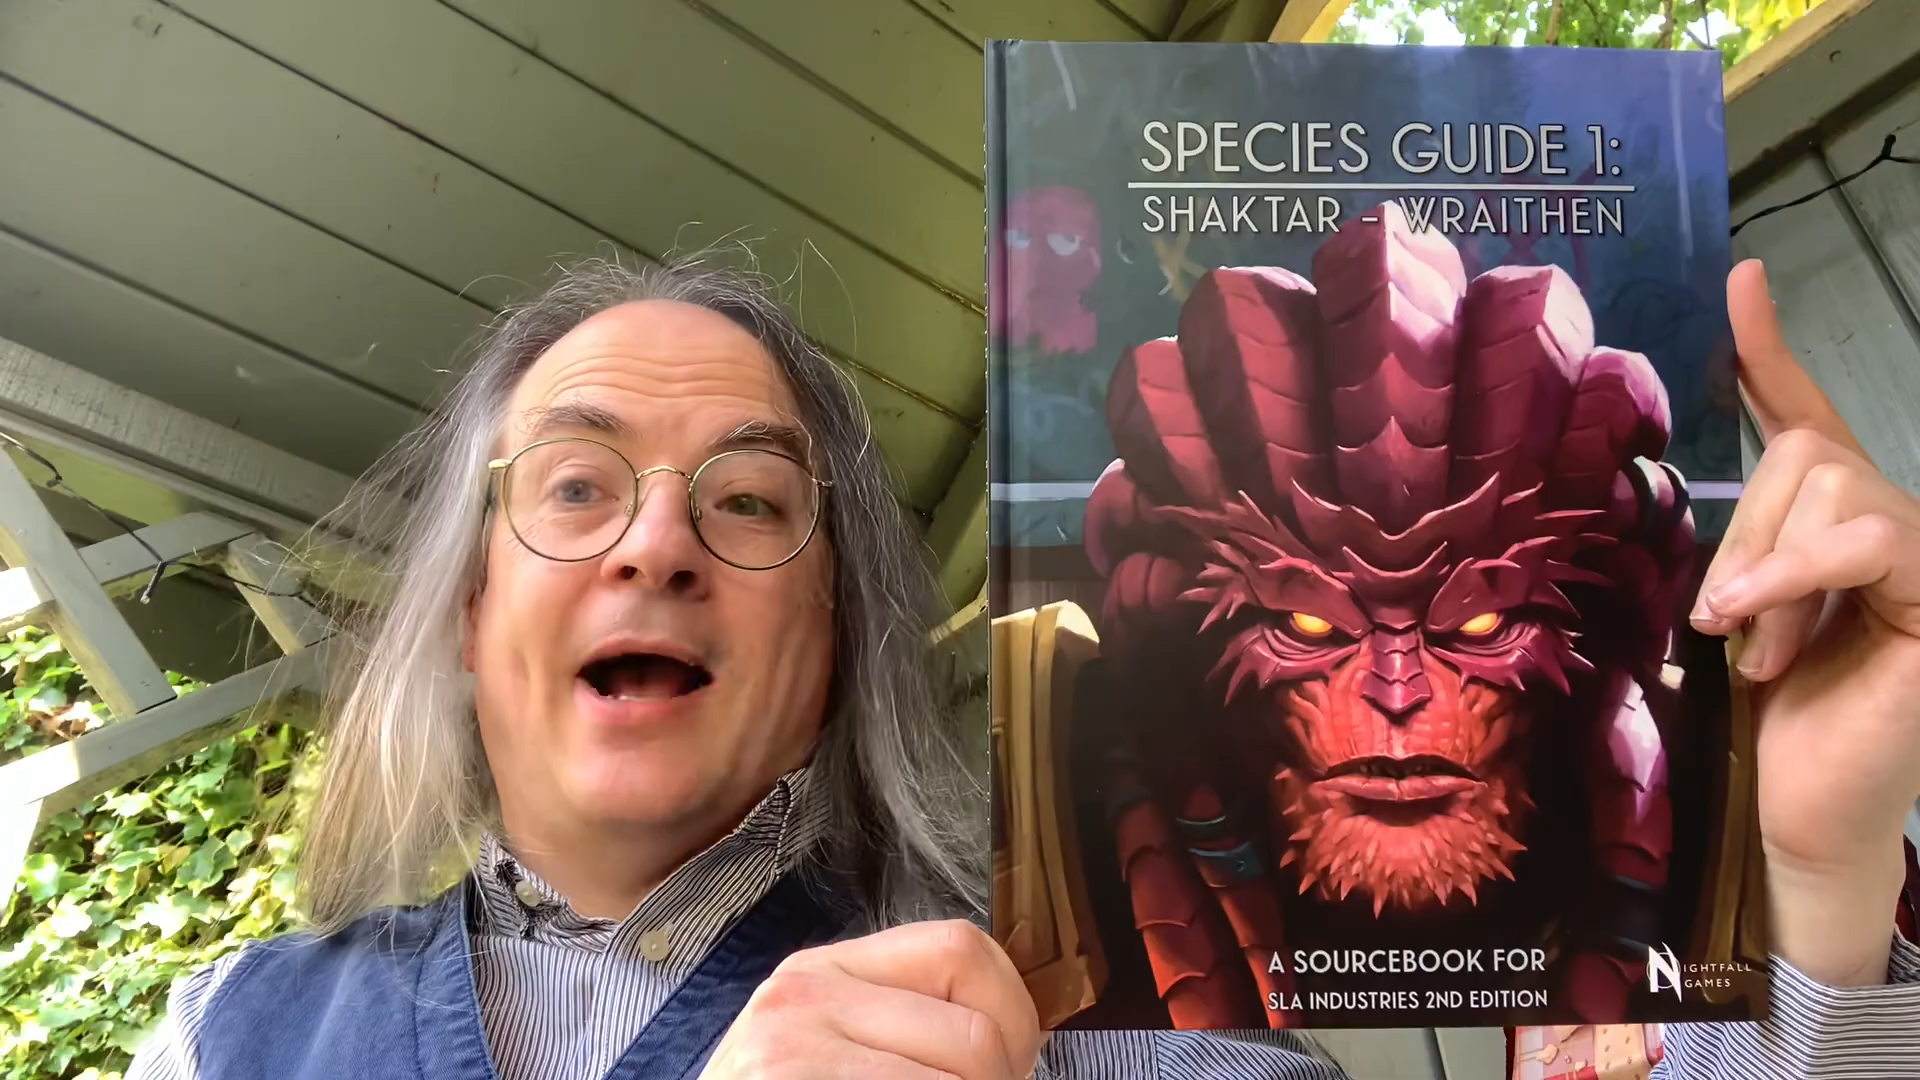 SPECIES GUIDE 1:
SHAKTAR - WRAITHEN
A SOURCEBOOK FOR
SLA INDUSTRIES 2ND EDITION
NIGHTFALL
GAMES